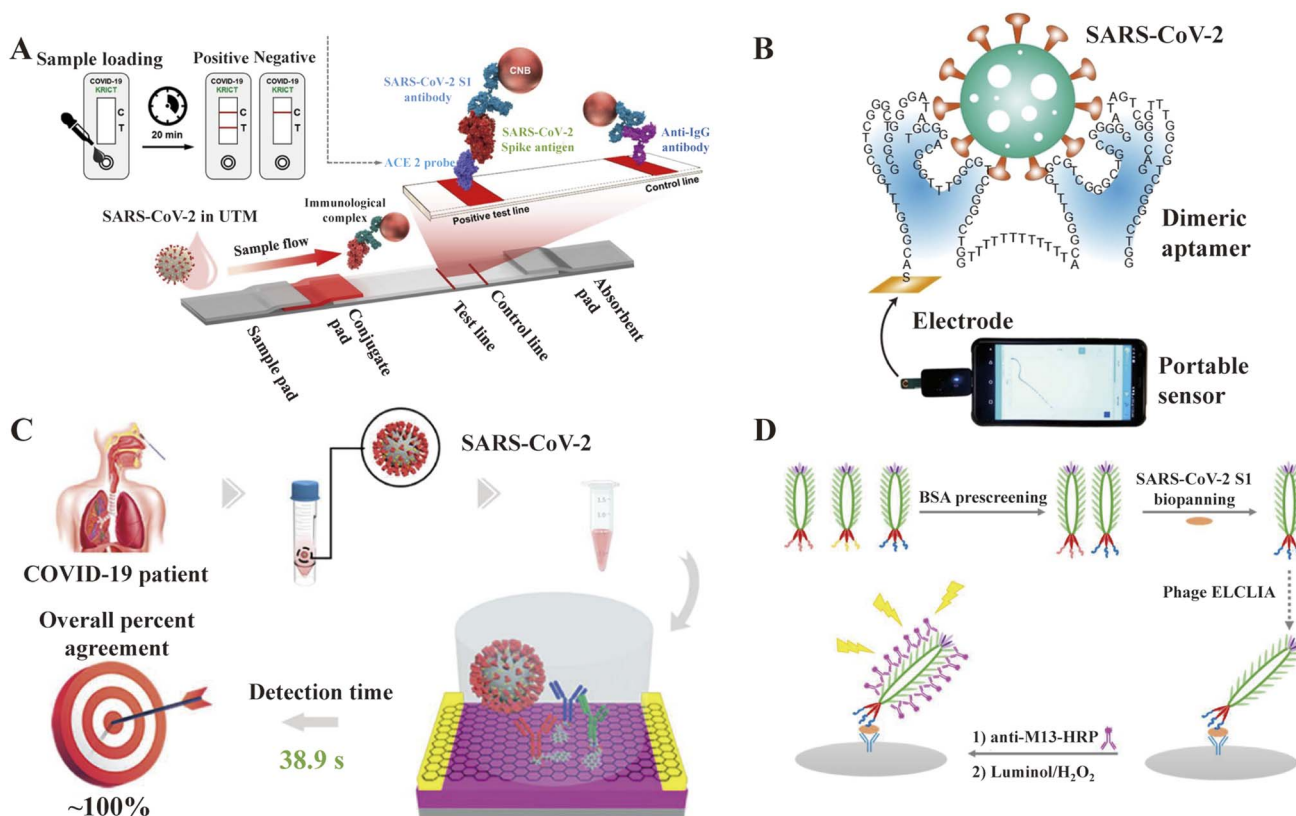 A
Sample loading
Positive Negative
COVID-19
KRICT
COVID-19
KRICT
COVID-19
KRICT
C
T
C
T
20 min
CNB
SARS-CoV-2 S1
antibody
SARS-CoV-2
Spike antigen
Anti-IgG
antibody
ACE 2 probe
Control line
Positive test line
SARS-CoV-2 in UTM
Immunological
complex
Sample flow
Sample pad
Conjugate
pad
Test line
Control line
Absorbent
pad
B
SARS-CoV-2
Dimeric
aptamer
Electrode
Portable
sensor
C
SARS-CoV-2
COVID-19 patient
Overall percent
agreement
Detection time
38.9 s
~100%
D
BSA prescreening
SARS-CoV-2 S1
biopanning
Phage ELCLIA
1) anti-M13-HRP
2) Luminol/H₂O₂